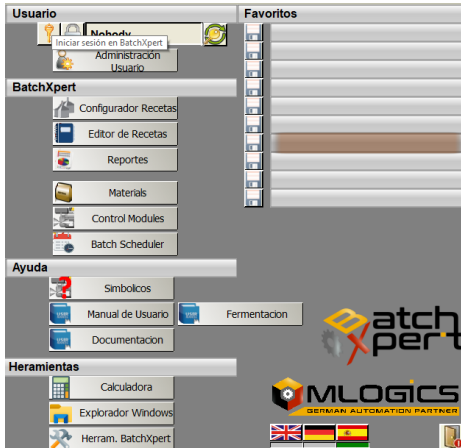 Usuario
Favoritos
Nobody
Iniciar sesión en BatchXpert
Administración
Usuario
BatchXpert
Configurador Recetas
Editor de Recetas
Reportes
Materials
Control Modules
Batch Scheduler
Ayuda
Simbolicos
Manual de Usuario
Fermentacion
Documentacion
Batch
Xpert
Heramientas
Calculadora
MLOGICS
GERMAN AUTOMATION PARTNER
Explorador Windows
Herram. BatchXpert